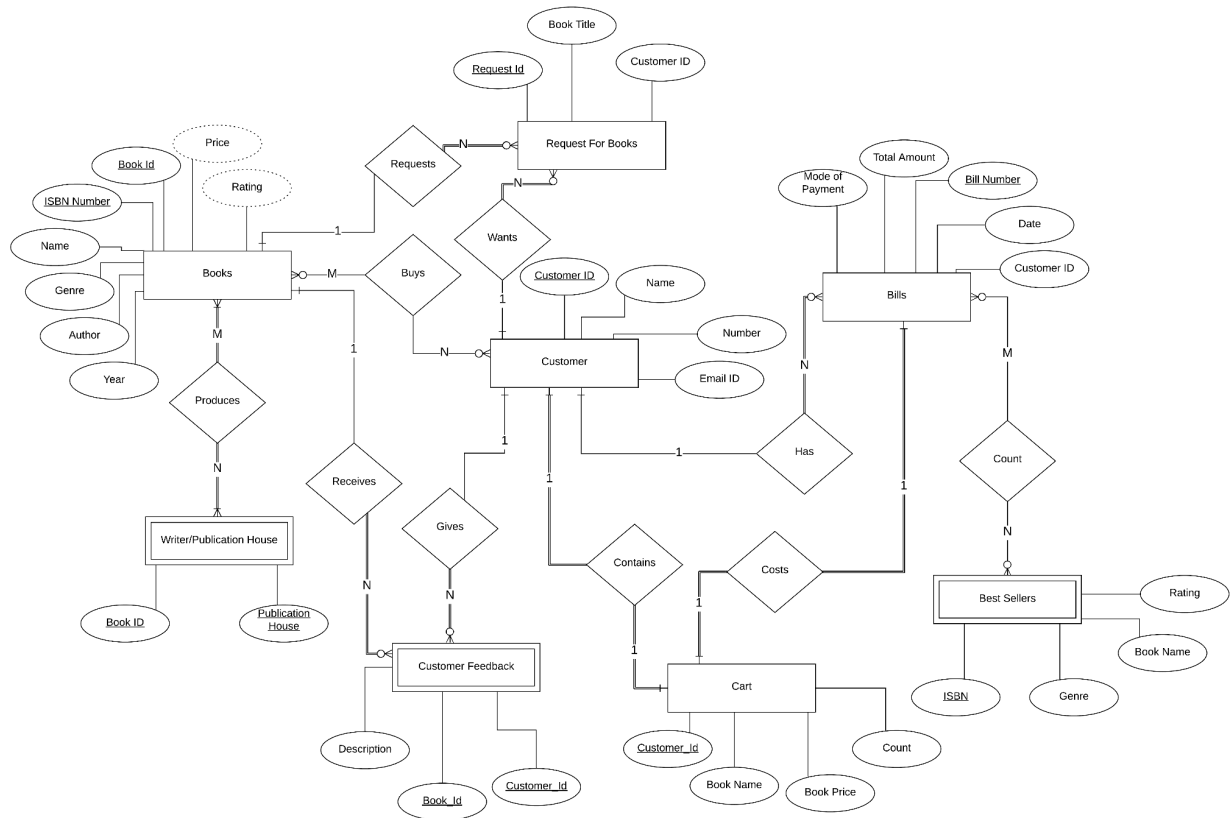 Book Title
Request Id
Customer ID
Request For Books
N
Requests
N
Price
Book Id
Rating
ISBN Number
Name
Books
Genre
Author
Year
1
M
Buys
Wants
1
N
Customer ID
Name
Number
Email ID
Customer
Total Amount
Mode of
Payment
Bill Number
Date
Customer ID
Bills
M
Produces
N
1
Receives
N
1
Gives
N
1
Contains
1
1
Has
N
1
Costs
1
M
Count
N
Writer/Publication House
Book ID
Publication
House
Customer Feedback
Description
Book_Id
Customer_Id
Cart
Customer_Id
Book Name
Book Price
Count
Best Sellers
Rating
Book Name
ISBN
Genre